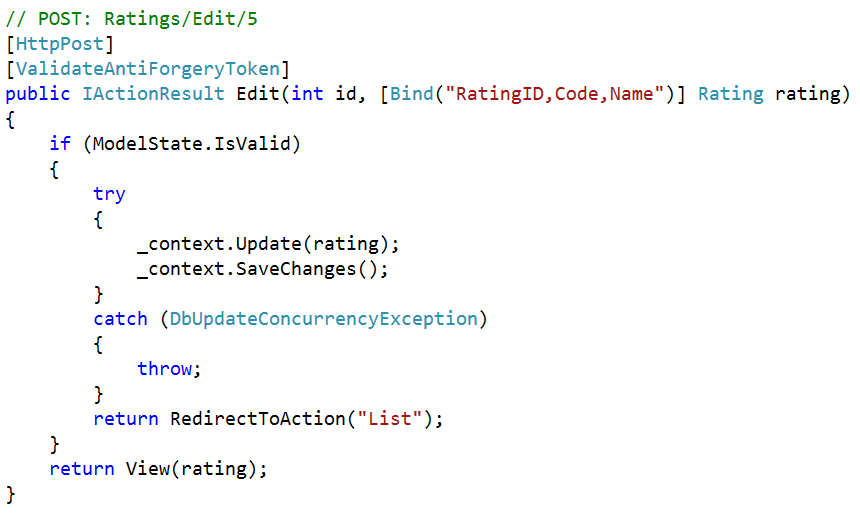 // POST: Ratings/Edit/5
[HttpPost]
[ValidateAntiForgeryToken]
public IActionResult Edit(int id, [Bind("RatingID,Code,Name")] Rating rating)
{
    if (ModelState.IsValid)
    {
        try
        {
            _context.Update(rating);
            _context.SaveChanges();
        }
        catch (DbUpdateConcurrencyException)
        {
            throw;
        }
        return RedirectToAction("List");
    }
    return View(rating);
}